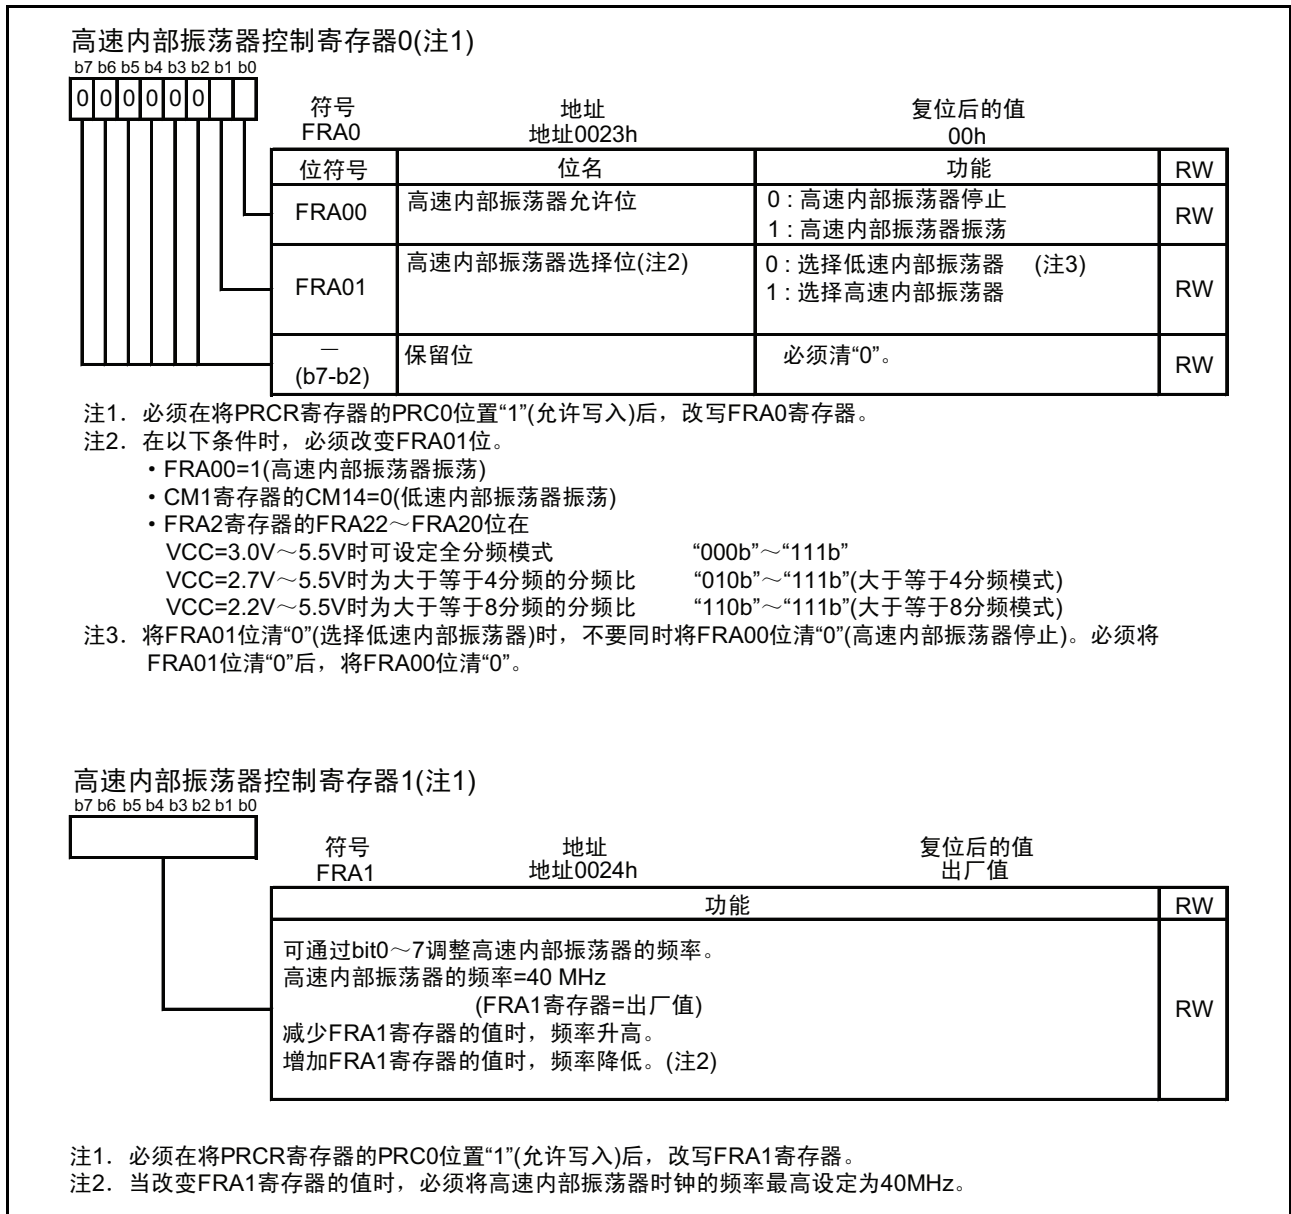 高速内部振荡器控制寄存器0(注1)
b7 b6 b5 b4 b3 b2 b1 b0
0 0 0 0 0 0
符号 地址 复位后的值
FRA0 地址0023h 00h
位符号 位名 功能 RW
FRA00 高速内部振荡器允许位 0 : 高速内部振荡器停止 RW
1 : 高速内部振荡器振荡
FRA01 高速内部振荡器选择位(注2) 0 : 选择低速内部振荡器 (注3) RW
1 : 选择高速内部振荡器
— 保留位 必须清“0”。 RW
(b7-b2)
注1. 必须在将PRCR寄存器的PRC0位置“1”(允许写入)后，改写FRA0寄存器。
注2. 在以下条件时，必须改变FRA01位。
・FRA00=1(高速内部振荡器振荡)
・CM1寄存器的CM14=0(低速内部振荡器振荡)
・FRA2寄存器的FRA22～FRA20位在
VCC=3.0V～5.5V时可设定全分频模式 “000b”～“111b”
VCC=2.7V～5.5V时为大于等于4分频的分频比 “010b”～“111b”(大于等于4分频模式)
VCC=2.2V～5.5V时为大于等于8分频的分频比 “110b”～“111b”(大于等于8分频模式)
注3. 将FRA01位清“0”(选择低速内部振荡器)时，不要同时将FRA00位清“0”(高速内部振荡器停止)。必须将
FRA01位清“0”后，将FRA00位清“0”。
高速内部振荡器控制寄存器1(注1)
b7 b6 b5 b4 b3 b2 b1 b0
符号 地址 复位后的值
FRA1 地址0024h 出厂值
功能 RW
可通过bit0～7调整高速内部振荡器的频率。
高速内部振荡器的频率=40 MHz
(FRA1寄存器=出厂值) RW
减少FRA1寄存器的值时，频率升高。
增加FRA1寄存器的值时，频率降低。(注2)
注1. 必须在将PRCR寄存器的PRC0位置“1”(允许写入)后，改写FRA1寄存器。
注2. 当改变FRA1寄存器的值时，必须将高速内部振荡器时钟的频率最高设定为40MHz。